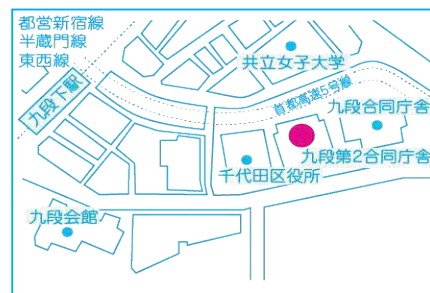 都営新宿線
半蔵門線
東西線
九段下駅
共立女子大学
首都高速5号線
九段合同庁舎
九段第2合同庁舎
千代田区役所
九段会館